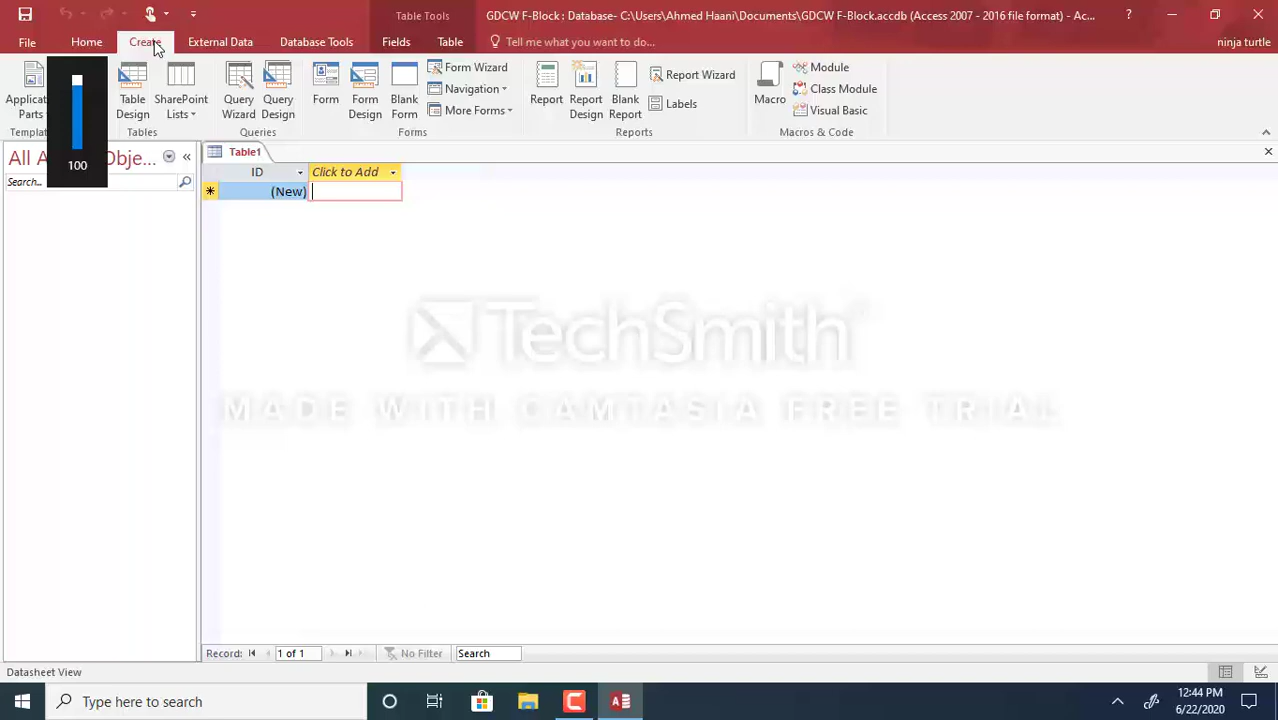 Table Tools
GDCW F-Block : Database- C:\Users\Ahmed Haani\Documents\GDCW F-Block.accdb (Access 2007 - 2016 file format) - Ac...
?
File
Home
Create
External Data
Database Tools
Fields
Table
Tell me what you want to do...
ninja turtle
Table
Design
SharePoint
Lists
Tables
Query
Wizard
Query
Design
Queries
Form
Form
Design
Blank
Form
Form Wizard
Navigation
More Forms
Forms
Report
Report
Design
Blank
Report
Report Wizard
Labels
Reports
Macro
Module
Class Module
Visual Basic
Macros & Code
100
All A
Obje...
Search..
Table1
ID
Click to Add
(New)
TechSmith
MADE WITH CAMTASIA FREE TRIAL
Record:
1 of 1
No Filter
Search
Datasheet View
Type here to search
12:44 PM
6/22/2020